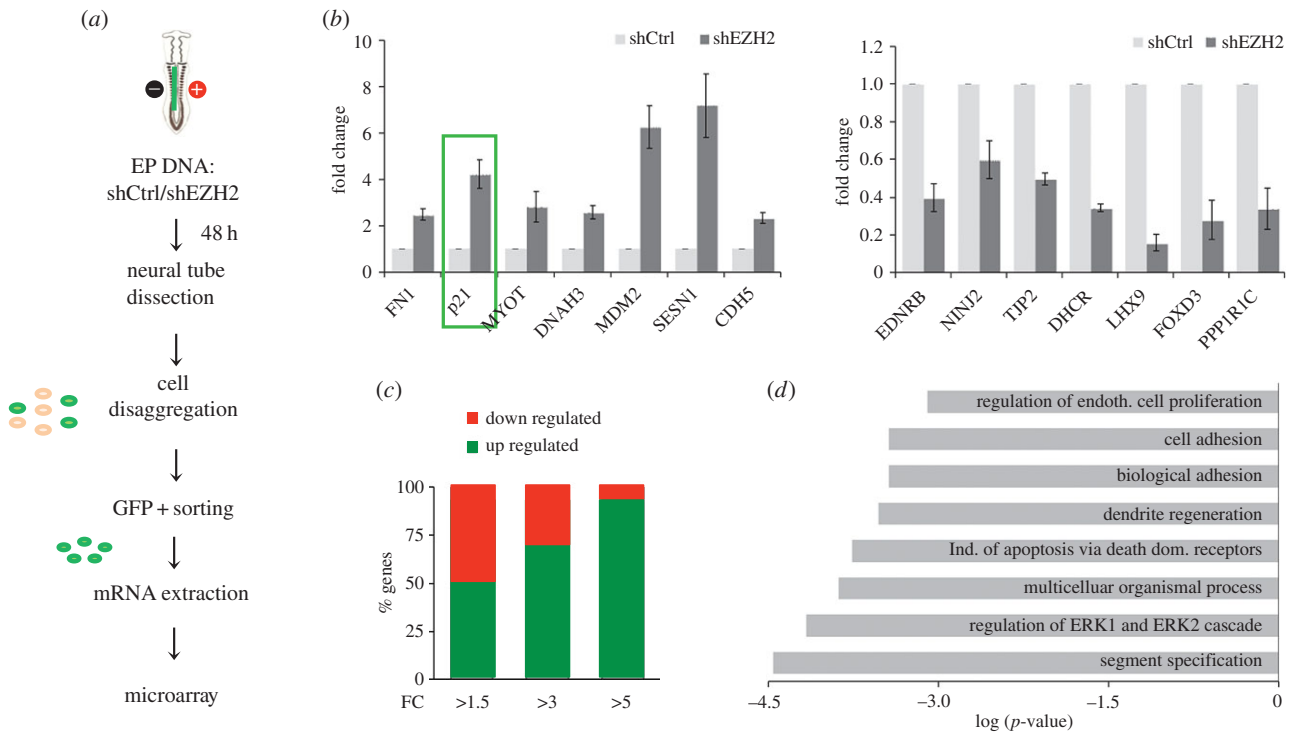 (a)
− +
EP DNA:
shCtrl/shEZH2
48 h
neural tube
dissection
cell
disaggregation
GFP + sorting
mRNA extraction
microarray
(b)
shCtrl shEZH2
fold change
10
8
6
4
2
0
FN1 p21 MYOT DNAH3 MDM2 SESN1 CDH5
shCtrl shEZH2
fold change
1.2
1.0
0.8
0.6
0.4
0.2
0
EDNRB NINJ2 TJP2 DHCR LHX9 FOXD3 PPP1R1C
(c)
down regulated
up regulated
% genes
100
75
50
25
0
FC >1.5 >3 >5
(d)
regulation of endoth. cell proliferation
cell adhesion
biological adhesion
dendrite regeneration
Ind. of apoptosis via death dom. receptors
multicelluar organismal process
regulation of ERK1 and ERK2 cascade
segment specification
−4.5 −3.0 −1.5 0
log (p-value)